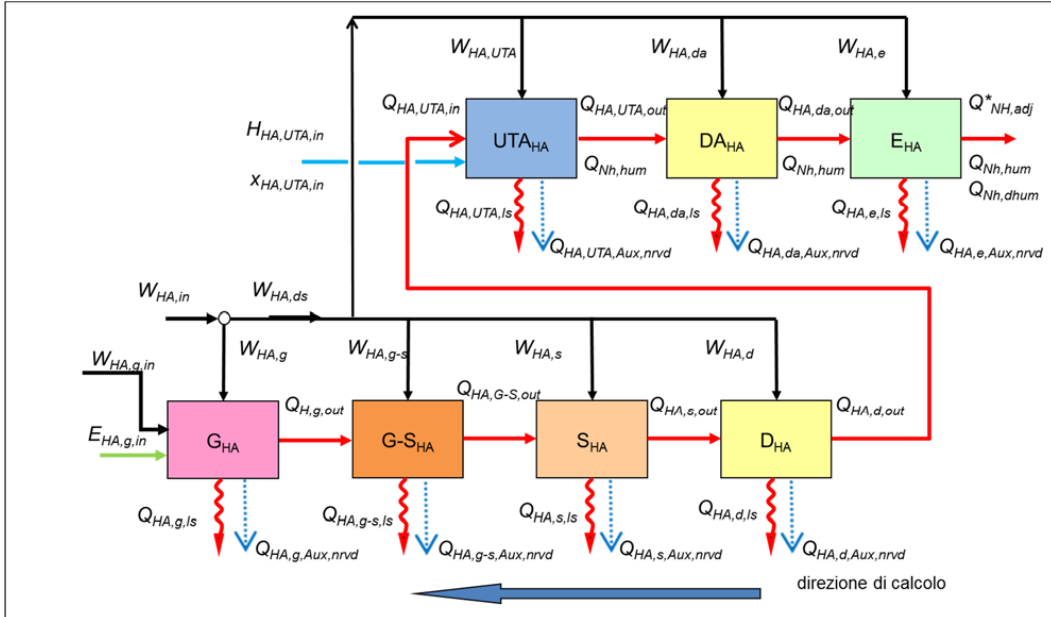 W_HA,UTA
W_HA,da
W_HA,e
Q_HA,UTA,in
Q_HA,UTA,out
Q_HA,da,out
Q*_NH,adj
H_HA,UTA,in
UTA_HA
DA_HA
E_HA
x_HA,UTA,in
Q_Nh,hum
Q_Nh,hum
Q_Nh,hum
Q_Nh,dhum
Q_HA,UTA,ls
Q_HA,da,ls
Q_HA,e,ls
Q_HA,UTA,Aux,nrvd
Q_HA,da,Aux,nrvd
Q_HA,e,Aux,nrvd
W_HA,in
W_HA,ds
W_HA,g
W_HA,g-s
W_HA,s
W_HA,d
W_HA,g,in
Q_H,g,out
Q_HA,G-S,out
Q_HA,s,out
Q_HA,d,out
E_HA,g,in
G_HA
G-S_HA
S_HA
D_HA
Q_HA,g,ls
Q_HA,g-s,ls
Q_HA,s,ls
Q_HA,d,ls
Q_HA,g,Aux,nrvd
Q_HA,g-s,Aux,nrvd
Q_HA,s,Aux,nrvd
Q_HA,d,Aux,nrvd
direzione di calcolo